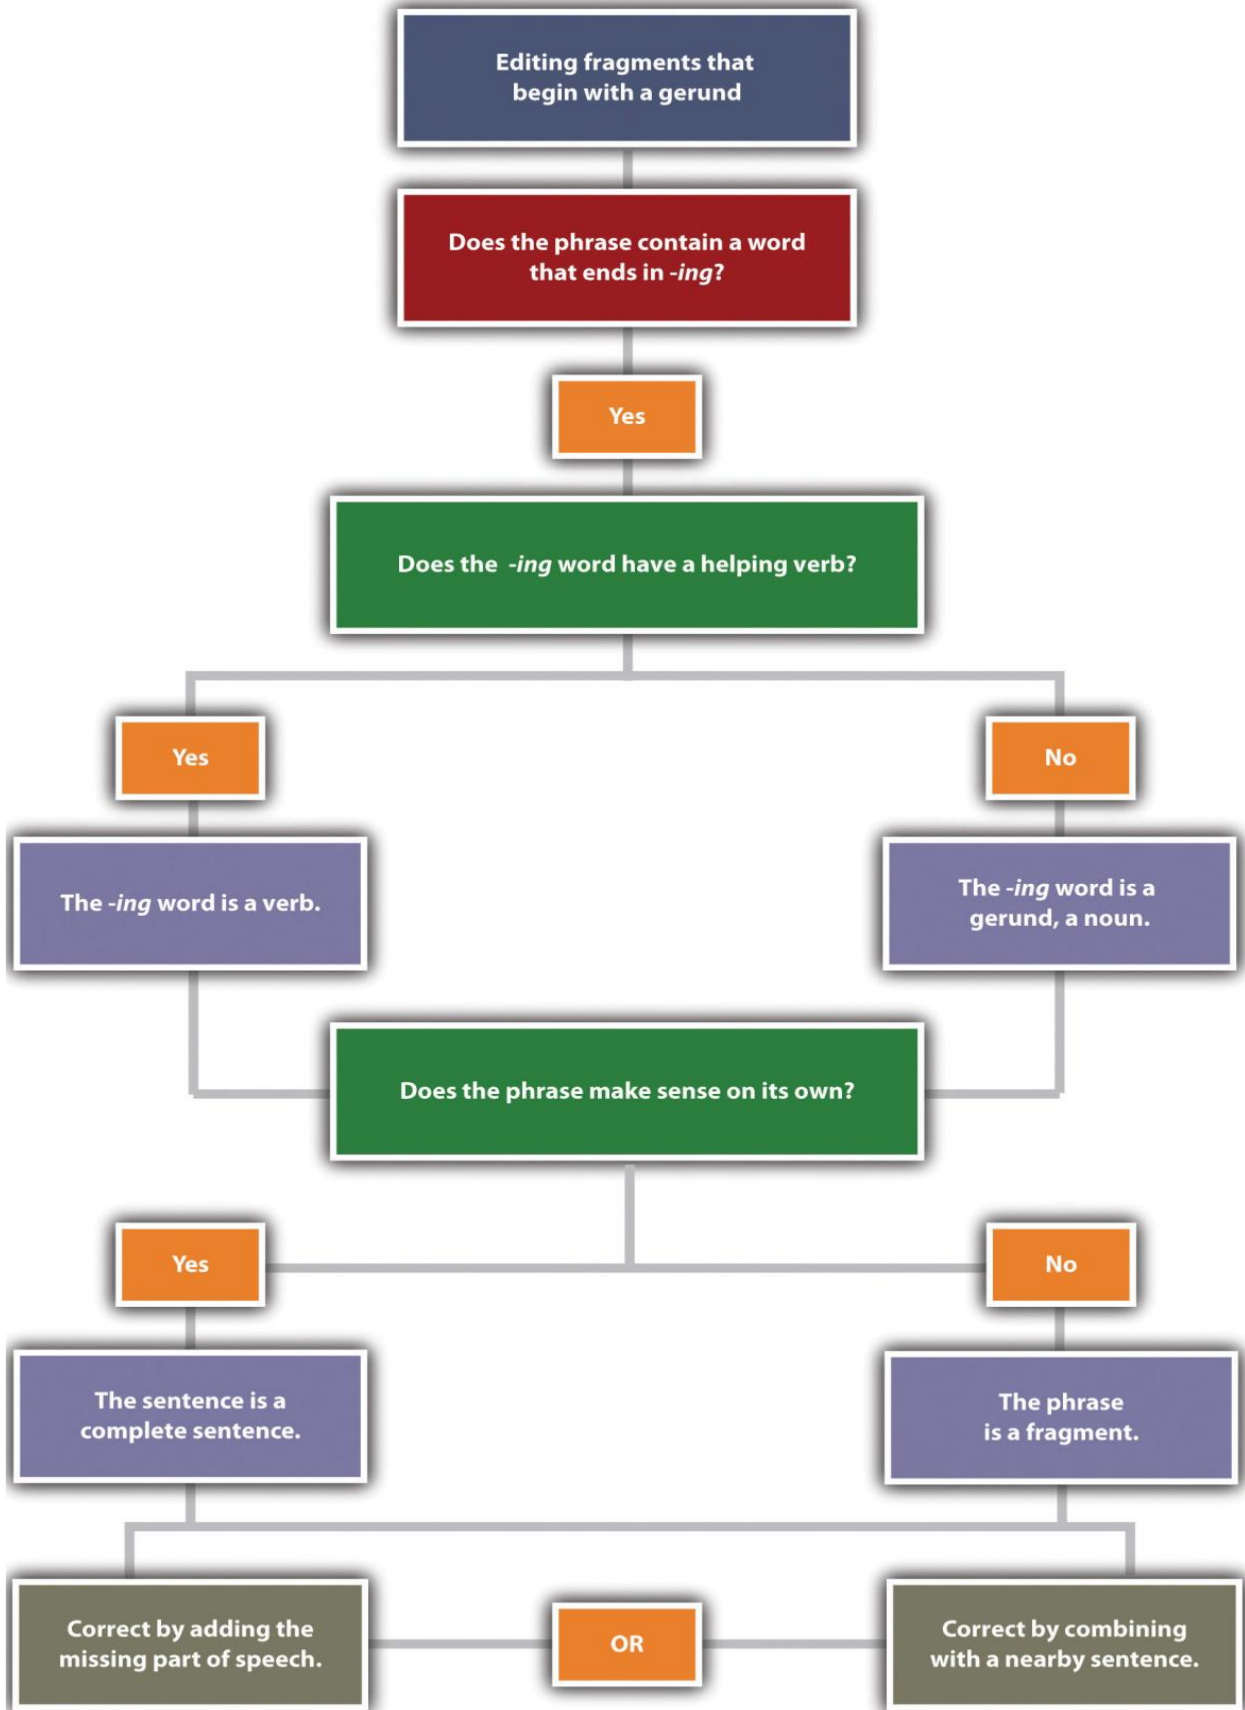 Editing fragments that
begin with a gerund
Does the phrase contain a word
that ends in -ing?
Yes
Does the -ing word have a helping verb?
Yes
No
The -ing word is a verb.
The -ing word is a
gerund, a noun.
Does the phrase make sense on its own?
Yes
No
The sentence is a
complete sentence.
The phrase
is a fragment.
Correct by adding the
missing part of speech.
OR
Correct by combining
with a nearby sentence.